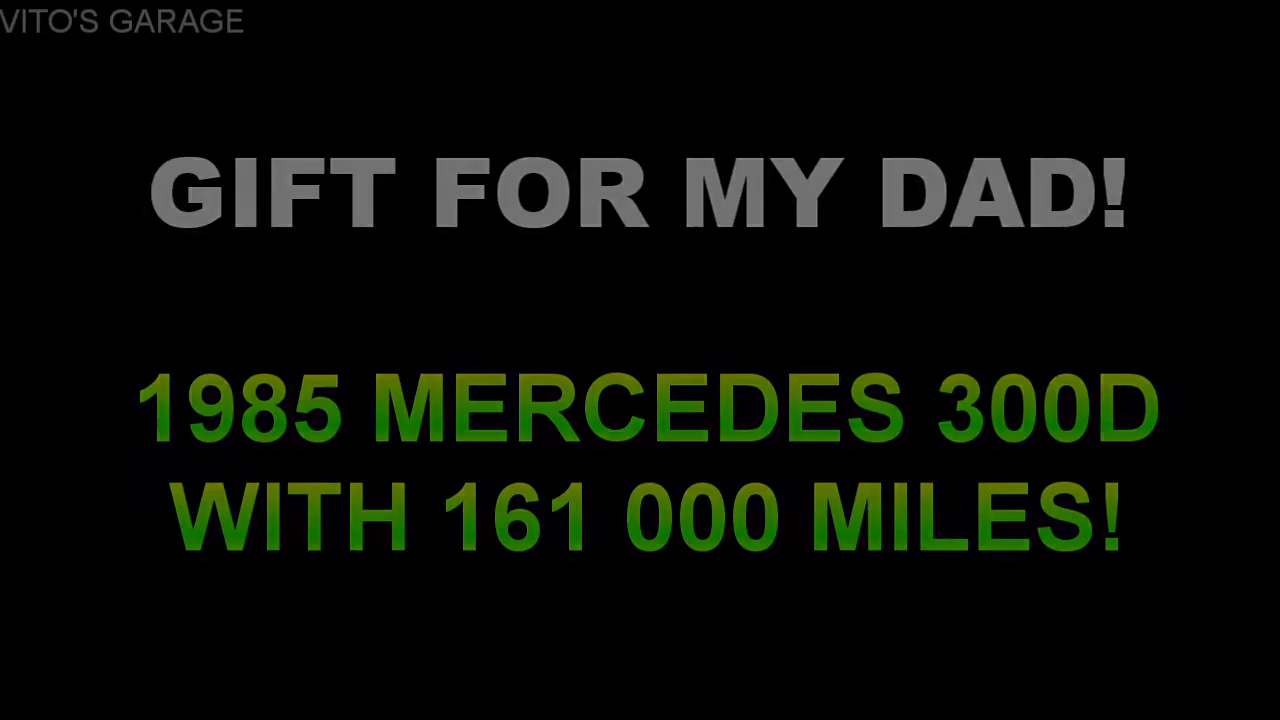 VITO'S GARAGE
GIFT FOR MY DAD!
1985 MERCEDES 300D
WITH 161 000 MILES!